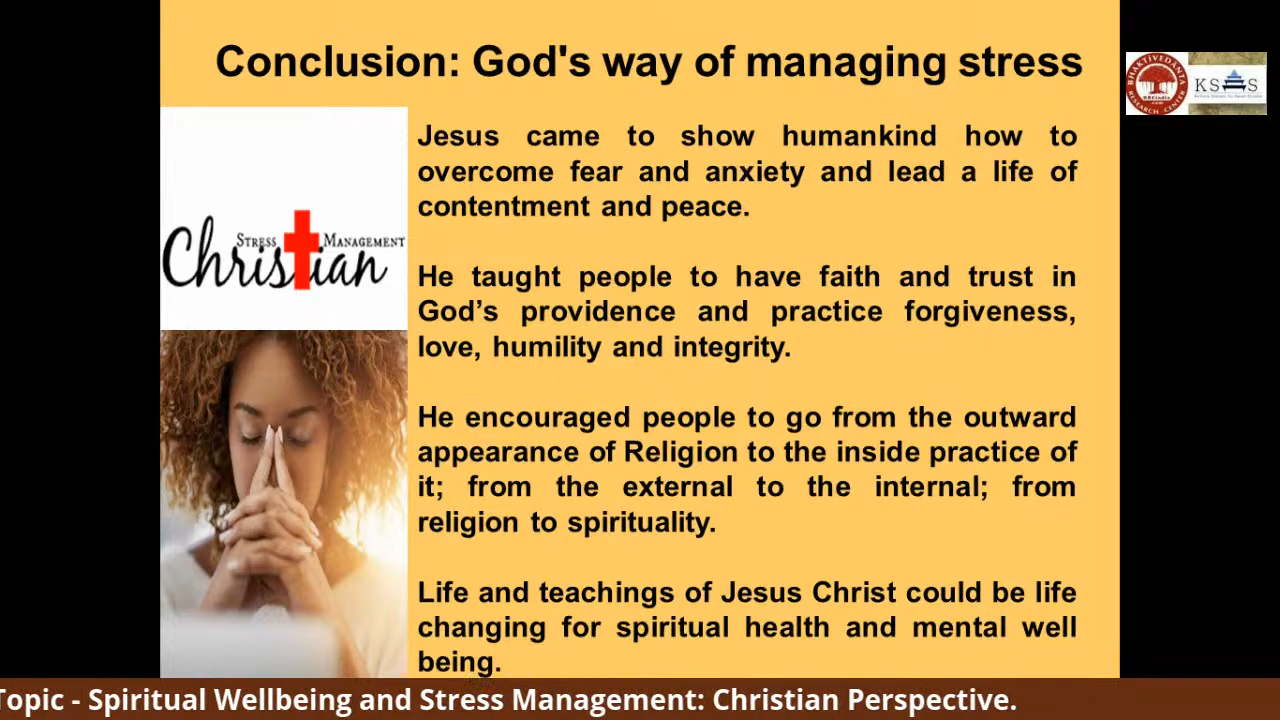 Conclusion: God's way of managing stress
BHAKTIVEDANTA
RESEARCH CENTER
KSAS
Jesus came to show humankind how to
overcome fear and anxiety and lead a life of
contentment and peace.
STRESS MANAGEMENT
Christian
He taught people to have faith and trust in
God’s providence and practice forgiveness,
love, humility and integrity.
He encouraged people to go from the outward
appearance of Religion to the inside practice of
it; from the external to the internal; from
religion to spirituality.
Life and teachings of Jesus Christ could be life
changing for spiritual health and mental well
being.
Topic - Spiritual Wellbeing and Stress Management: Christian Perspective.